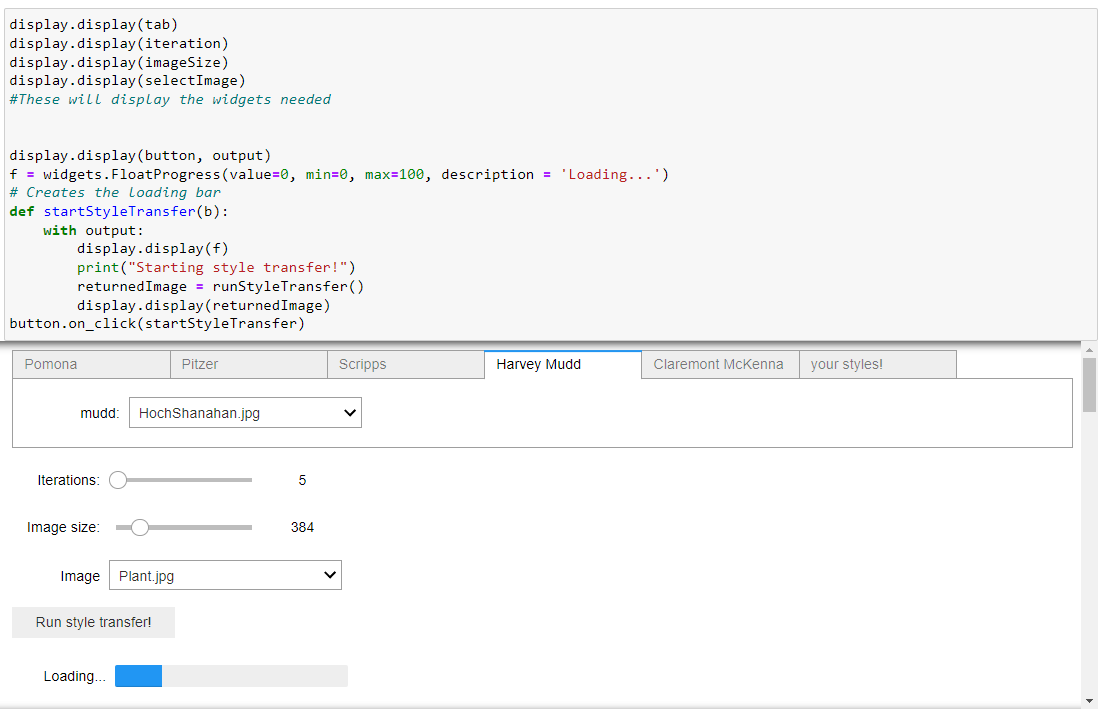 display.display(tab)
display.display(iteration)
display.display(imageSize)
display.display(selectImage)
#These will display the widgets needed
display.display(button, output)
f = widgets.FloatProgress(value=0, min=0, max=100, description = 'Loading...')
# Creates the loading bar
def startStyleTransfer(b):
    with output:
        display.display(f)
        print("Starting style transfer!")
        returnedImage = runStyleTransfer()
        display.display(returnedImage)
button.on_click(startStyleTransfer)
Pomona Pitzer Scripps Harvey Mudd Claremont McKenna your styles!
mudd: HochShanahan.jpg
Iterations: 5
Image size: 384
Image Plant.jpg
Run style transfer!
Loading...